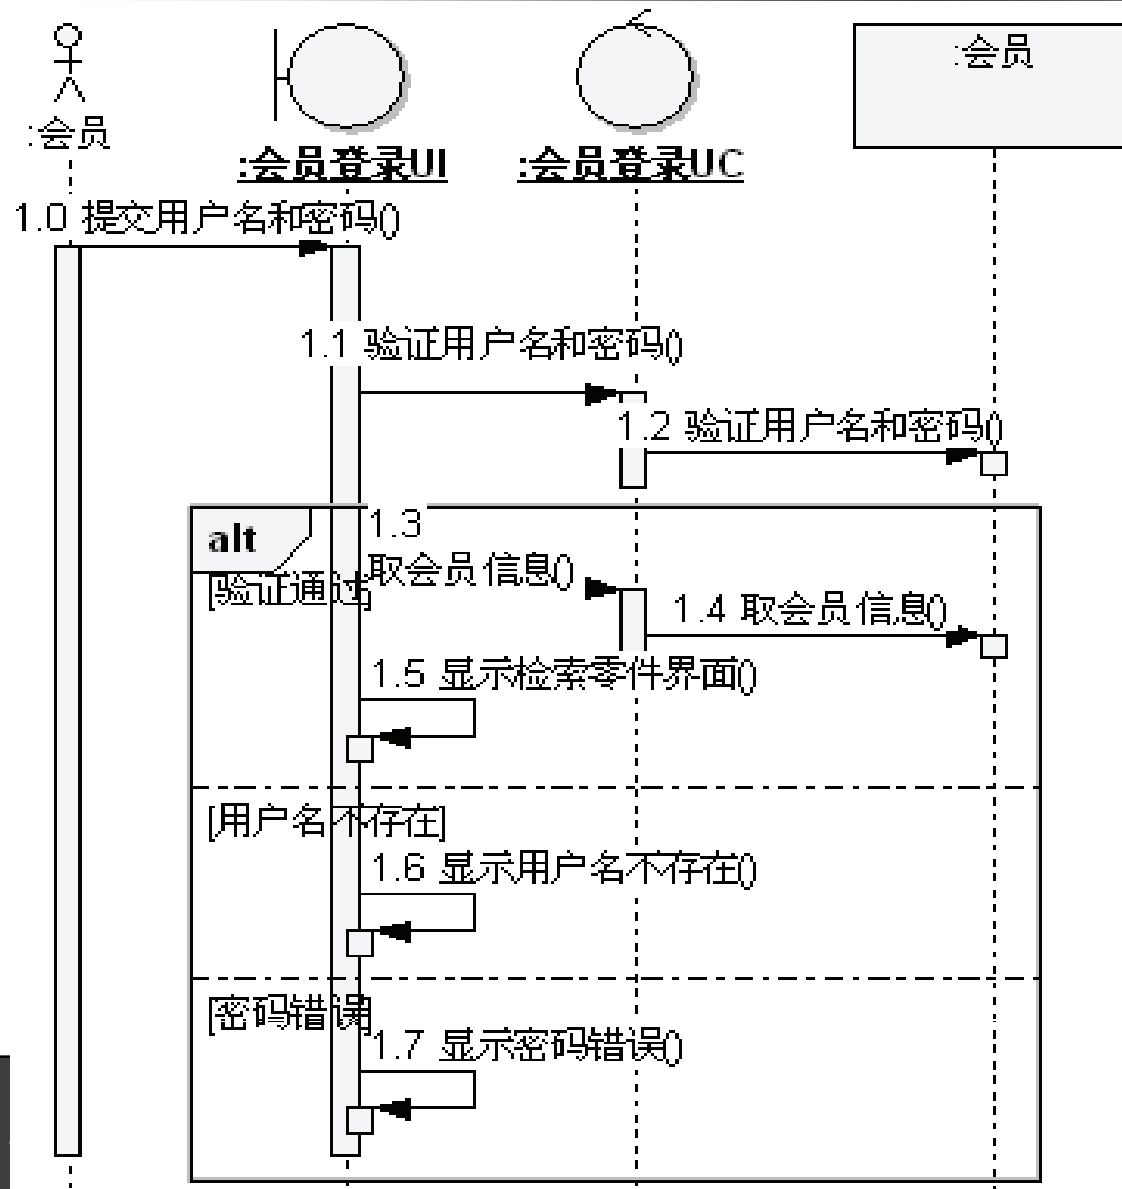 :会员
:会员登录UI
:会员登录UC
:会员
1.0 提交用户名和密码()
1.1 验证用户名和密码()
1.2 验证用户名和密码()
alt
1.3
取会员信息()
[验证通过]
1.4 取会员信息()
1.5 显示检索零件界面()
[用户名不存在]
1.6 显示用户名不存在()
[密码错误]
1.7 显示密码错误()